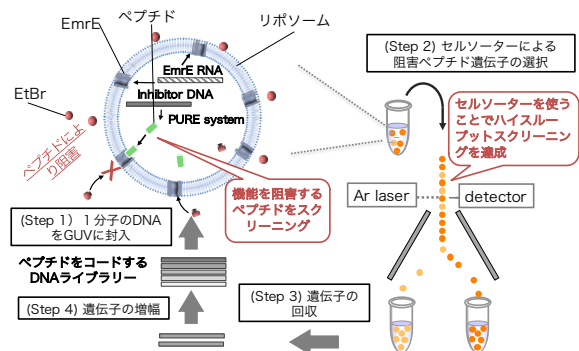 ペプチド
EmrE
リポソーム
EmrE RNA
Inhibitor DNA
PURE system
EtBr
ペプチドによ
り阻害
機能を阻害する
ペプチドをスク
リーニング
(Step 1) １分子のDNA
をGUVに封入
ペプチドをコードする
DNAライブラリー
(Step 4) 遺伝子の増幅
(Step 3) 遺伝子の
回収
(Step 2) セルソーターによる
阻害ペプチド遺伝子の選択
セルソーターを使う
ことでハイスルー
プットスクリーニン
グを達成
Ar laser
detector